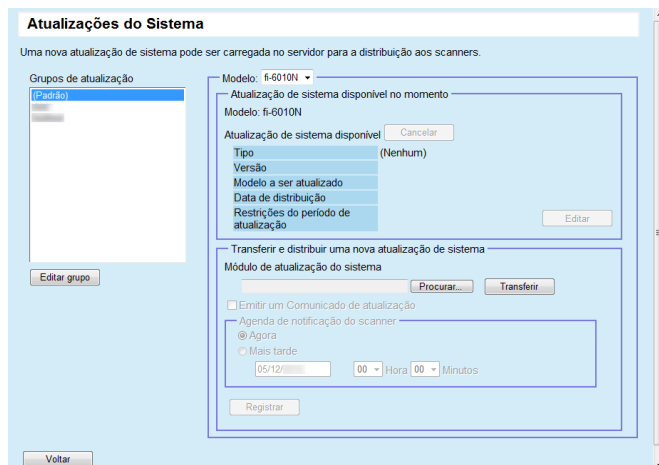 Atualizações do Sistema
Uma nova atualização de sistema pode ser carregada no servidor para a distribuição aos scanners.
Grupos de atualização
(Padrão)
Editar grupo
Modelo: fi-6010N
Atualização de sistema disponível no momento
Modelo: fi-6010N
Atualização de sistema disponível Cancelar
Tipo (Nenhum)
Versão
Modelo a ser atualizado
Data de distribuição
Restrições do período de
atualização
Editar
Transferir e distribuir uma nova atualização de sistema
Módulo de atualização do sistema
Procurar... Transferir
Emitir um Comunicado de atualização
Agenda de notificação do scanner
Agora
Mais tarde
05/12/ 00 Hora 00 Minutos
Registrar
Voltar